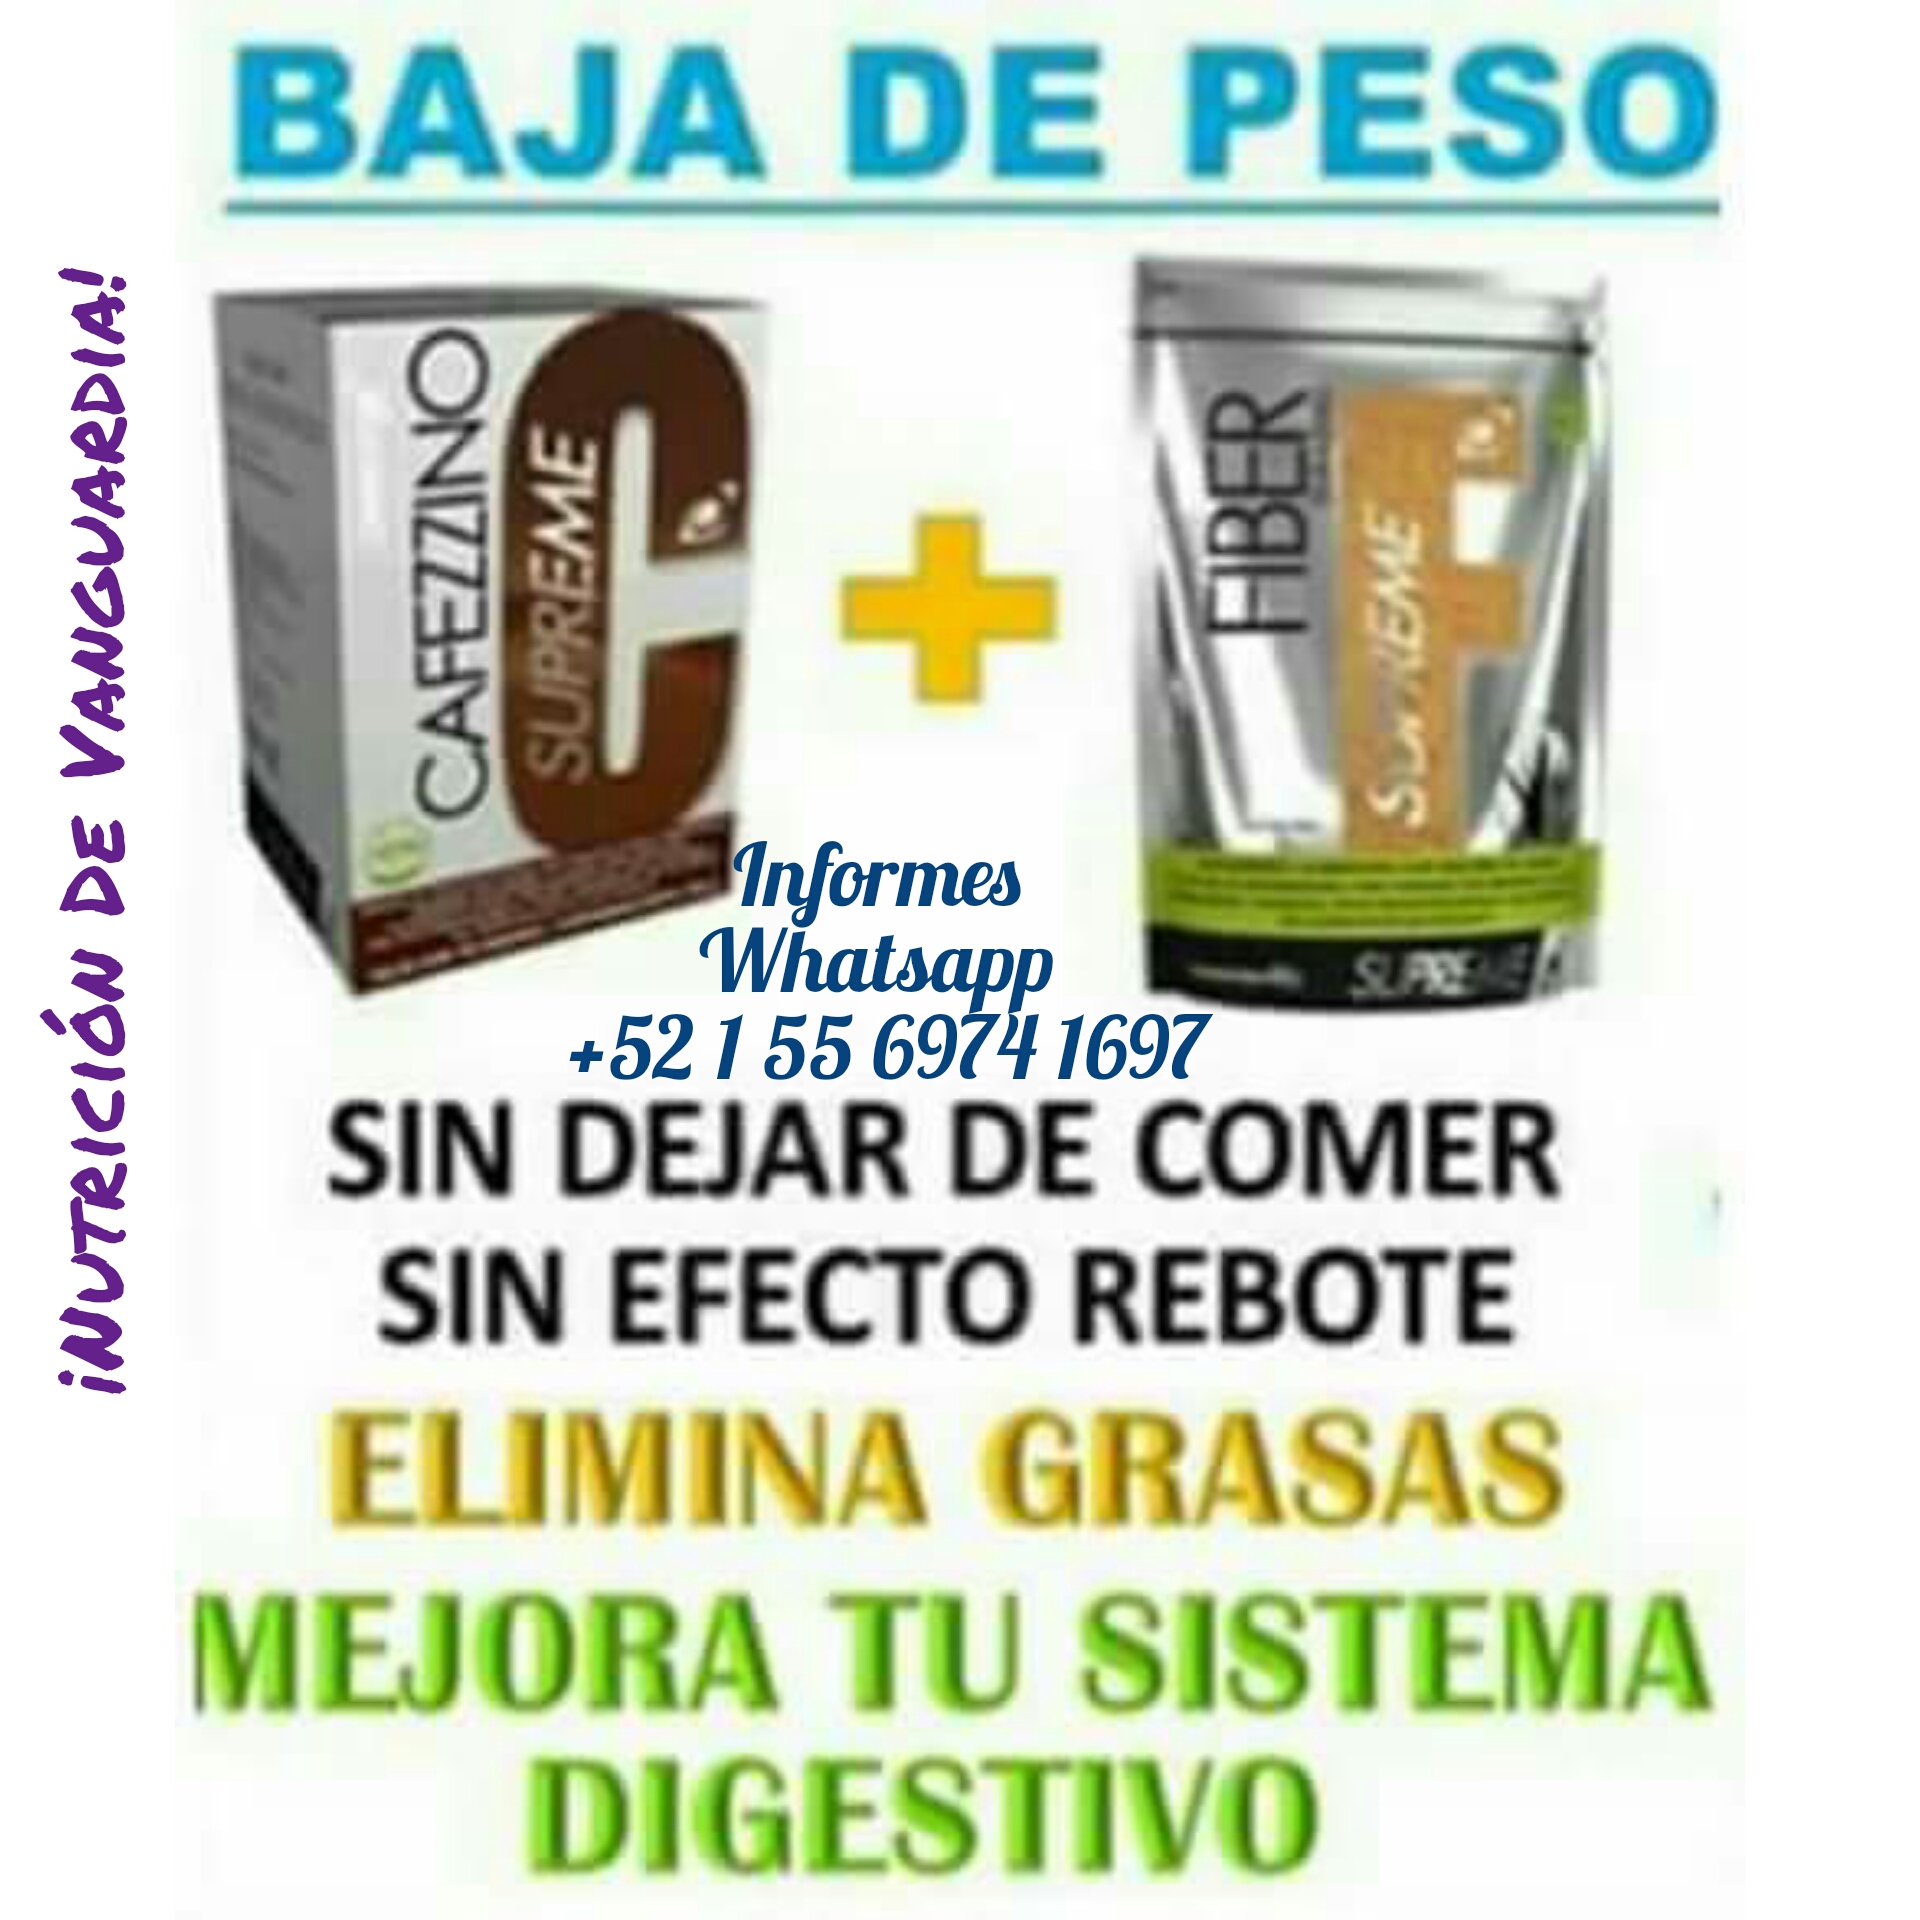 BAJA DE PESO
¡NUTRICIÓN DE VANGUARDIA!
CAFEZZINO
SUPREME
FIBER
SUPREME
SUPREME
Informes
Whatsapp
+52 1 55 6974 1697
SIN DEJAR DE COMER
SIN EFECTO REBOTE
ELIMINA GRASAS
MEJORA TU SISTEMA
DIGESTIVO